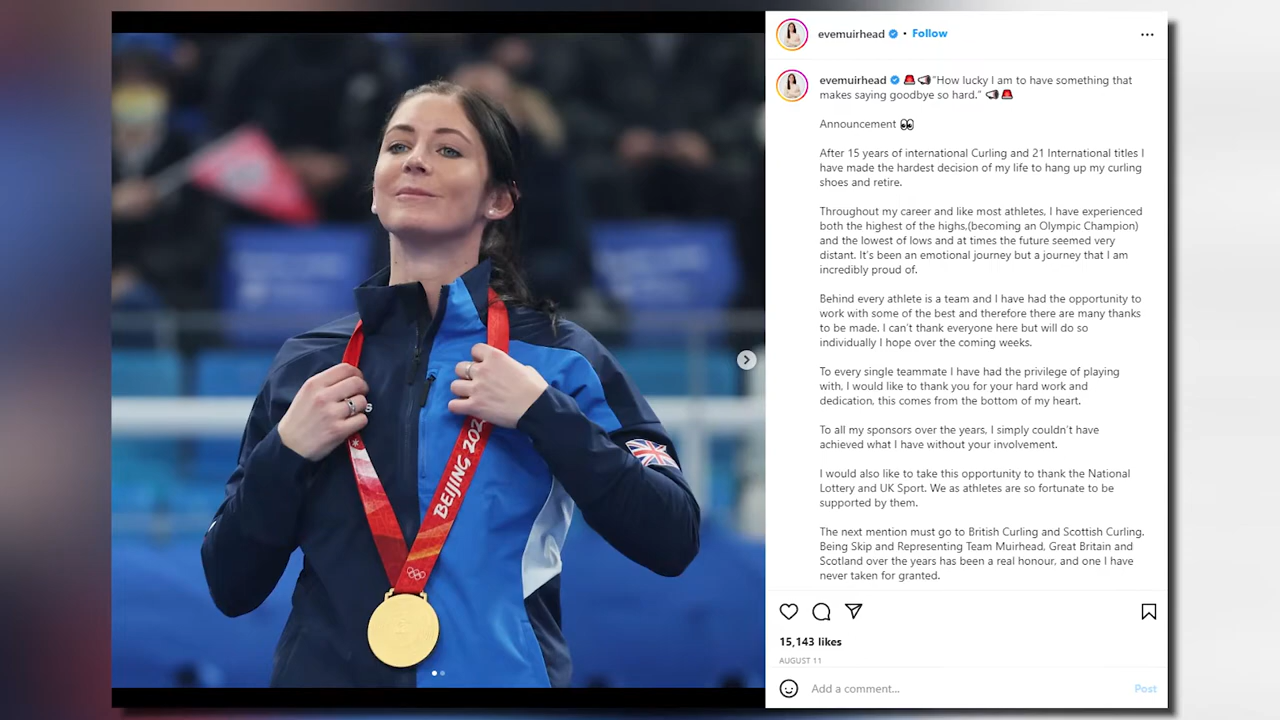 BEIJING 202
evemuirhead • Follow
evemuirhead 🚨📢"How lucky I am to have something that
makes saying goodbye so hard." 📢🚨
Announcement 👀
After 15 years of international Curling and 21 International titles I
have made the hardest decision of my life to hang up my curling
shoes and retire.
Throughout my career and like most athletes, I have experienced
both the highest of the highs,(becoming an Olympic Champion)
and the lowest of lows and at times the future seemed very
distant. It's been an emotional journey but a journey that I am
incredibly proud of.
Behind every athlete is a team and I have had the opportunity to
work with some of the best and therefore there are many thanks
to be made. I can't thank everyone here but will do so
individually I hope over the coming weeks.
To every single teammate I have had the privilege of playing
with, I would like to thank you for your hard work and
dedication, this comes from the bottom of my heart.
To all my sponsors over the years, I simply couldn't have
achieved what I have without your involvement.
I would also like to take this opportunity to thank the National
Lottery and UK Sport. We as athletes are so fortunate to be
supported by them.
The next mention must go to British Curling and Scottish Curling.
Being Skip and Representing Team Muirhead, Great Britain and
Scotland over the years has been a real honour, and one I have
never taken for granted.
15,143 likes
AUGUST 11
Add a comment...
Post